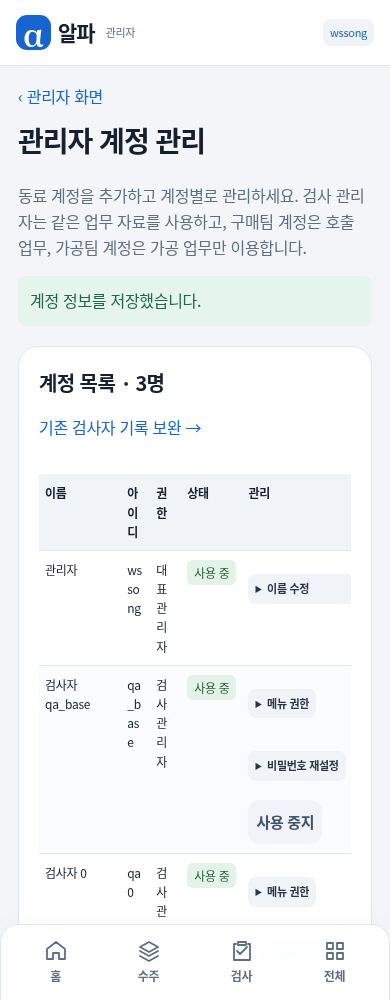 α 알파 관리자 wssong
‹ 관리자 화면
관리자 계정 관리
동료 계정을 추가하고 계정별로 관리하세요. 검사 관리
자는 같은 업무 자료를 사용하고, 구매팀 계정은 호출
업무, 가공팀 계정은 가공 업무만 이용합니다.
계정 정보를 저장했습니다.
계정 목록 · 3명
기존 검사자 기록 보완 →
이름 아이디 권한 상태 관리
관리자 wssong 대표관리자 사용 중 ▶ 이름 수정
검사자 qa_base qa_base 검사관리자 사용 중 ▶ 메뉴 권한
▶ 비밀번호 재설정
사용 중지
검사자 0 qa0 검사관 사용 중 ▶ 메뉴 권한
홈 수주 검사 전체